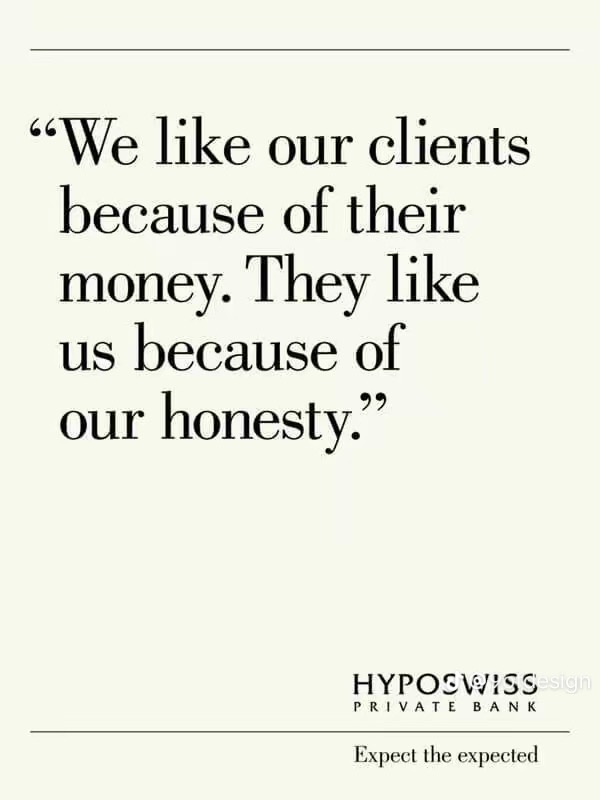 “We like our clients
because of their
money. They like
us because of
our honesty.”
HYPOSWISS
PRIVATE BANK
Expect the expected